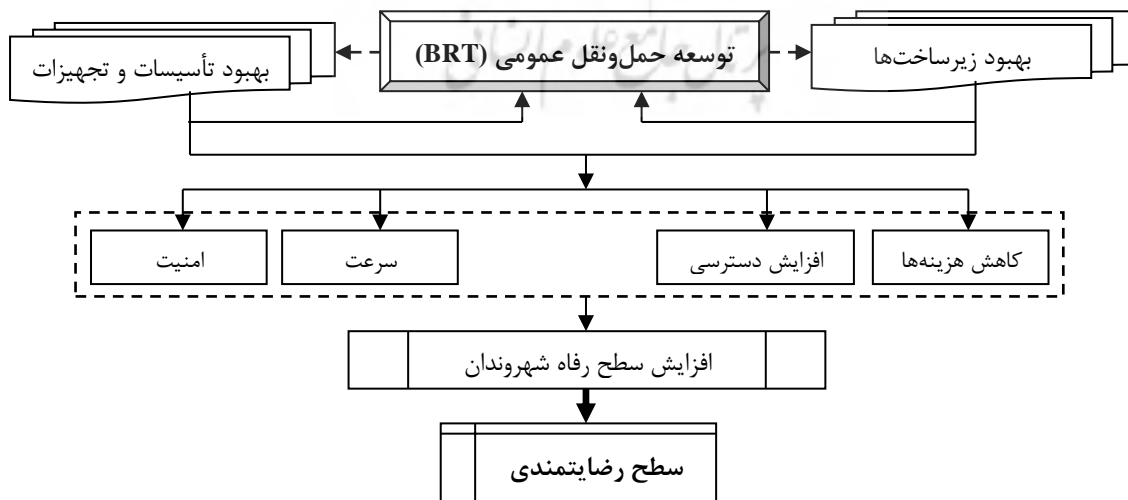 بهبود زیرساخت‌ها
توسعه حمل‌ونقل عمومی (BRT)
بهبود تأسیسات و تجهیزات
کاهش هزینه‌ها
افزایش دسترسی
سرعت
امنیت
افزایش سطح رفاه شهروندان
سطح رضایتمندی